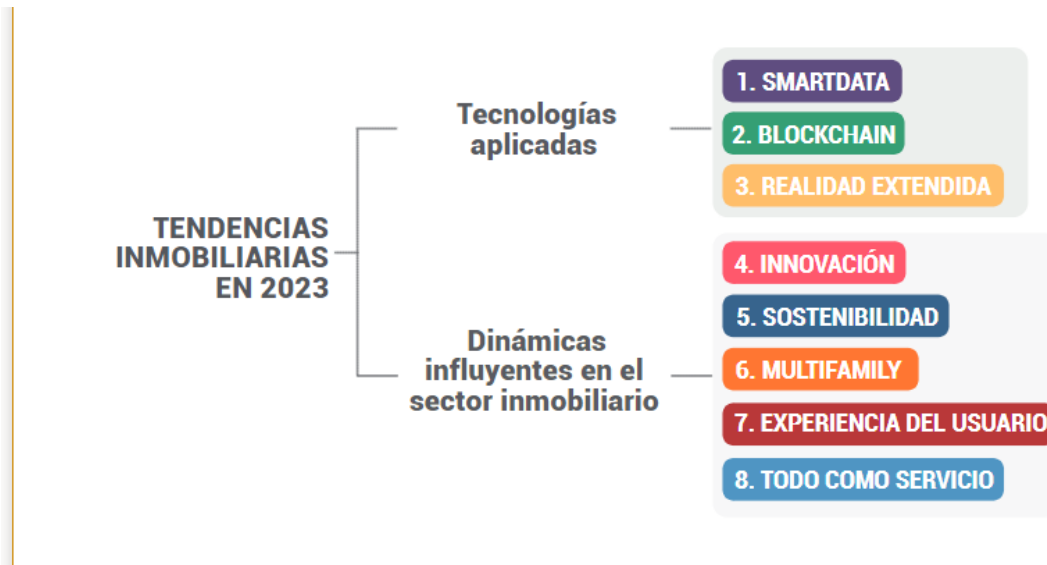 TENDENCIAS
INMOBILIARIAS
EN 2023
Tecnologías
aplicadas
1. SMARTDATA
2. BLOCKCHAIN
3. REALIDAD EXTENDIDA
Dinámicas
influyentes en el
sector inmobiliario
4. INNOVACIÓN
5. SOSTENIBILIDAD
6. MULTIFAMILY
7. EXPERIENCIA DEL USUARIO
8. TODO COMO SERVICIO